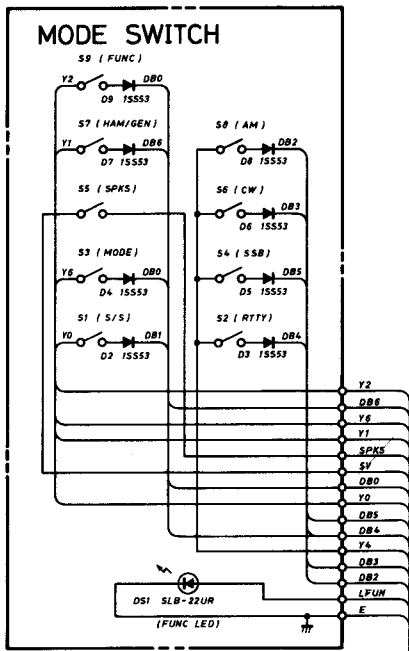 MODE SWITCH
S9 ( FUNC )
Y2 DB0
D9 1SS53
S7 ( HAM/GEN )
Y1 DB6
D7 1SS53
S8 ( AM )
DB2
D8 1SS53
S5 ( SPKS )
S6 ( CW )
DB3
D6 1SS53
S3 ( MODE )
Y6 DB0
D4 1SS53
S4 ( SSB )
DB5
D5 1SS53
S1 ( S/S )
Y0 DB1
D2 1SS53
S2 ( RTTY )
DB4
D3 1SS53
Y2
DB6
Y6
Y1
SPKS
5V
DB0
Y0
DB5
DB4
Y4
DB3
DB2
LFUN
E
DS1 SLB-22UR
(FUNC LED)